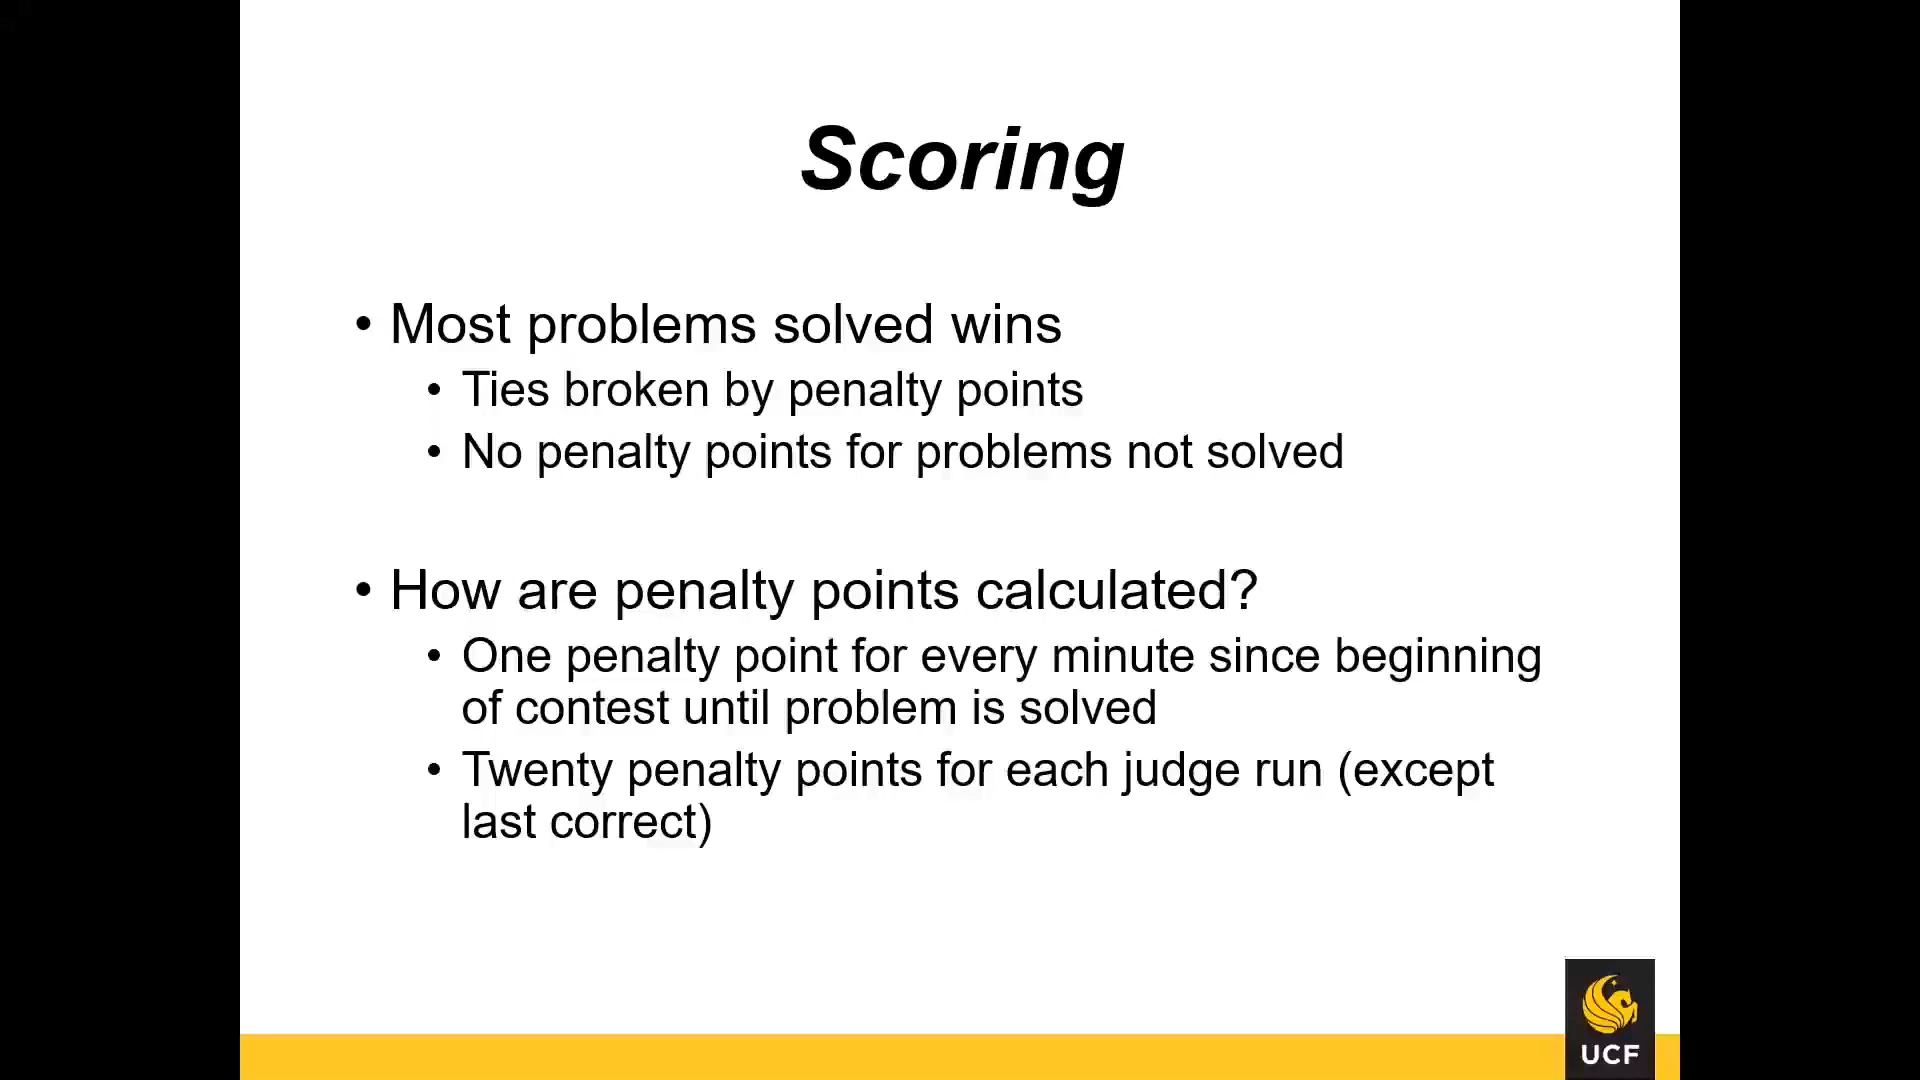 Scoring
• Most problems solved wins
• Ties broken by penalty points
• No penalty points for problems not solved
• How are penalty points calculated?
• One penalty point for every minute since beginning
of contest until problem is solved
• Twenty penalty points for each judge run (except
last correct)
UCF